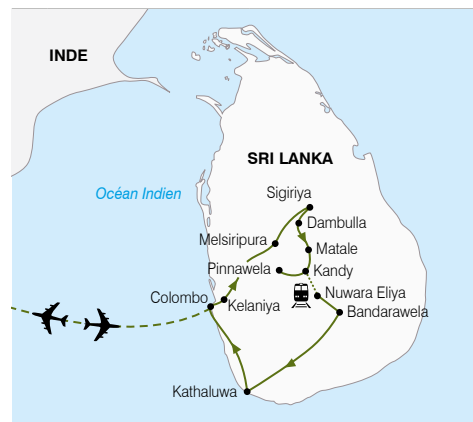 INDE
SRI LANKA
Océan Indien
Sigiriya
Dambulla
Melsiripura
Matale
Pinnawela
Kandy
Nuwara Eliya
Colombo
Kelaniya
Bandarawela
Kathaluwa